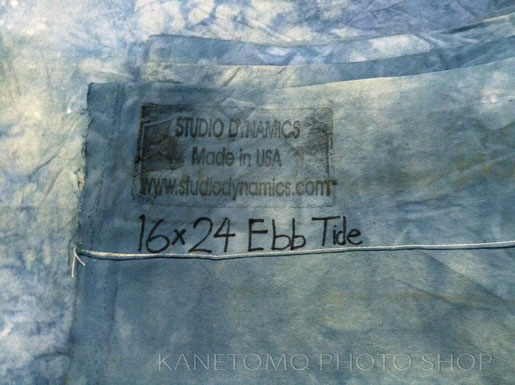 STUDIO DYNAMICS
Made in USA
www.studiodynamics.com
16x24 Ebb Tide
KANETOMO PHOTO SHOP